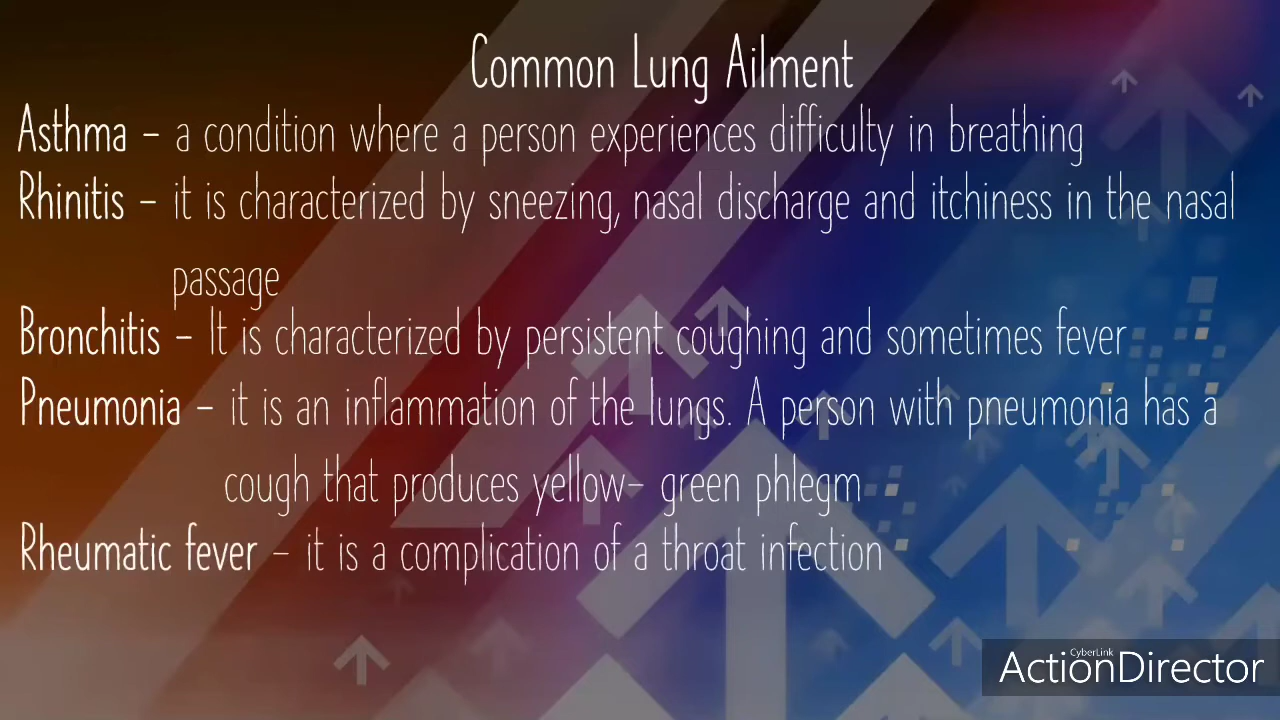 Common Lung Ailment
Asthma – a condition where a person experiences difficulty in breathing
Rhinitis – it is characterized by sneezing, nasal discharge and itchiness in the nasal
passage
Bronchitis – It is characterized by persistent coughing and sometimes fever
Pneumonia – it is an inflammation of the lungs. A person with pneumonia has a
cough that produces yellow– green phlegm
Rheumatic fever – it is a complication of a throat infection
CyberLink
ActionDirector